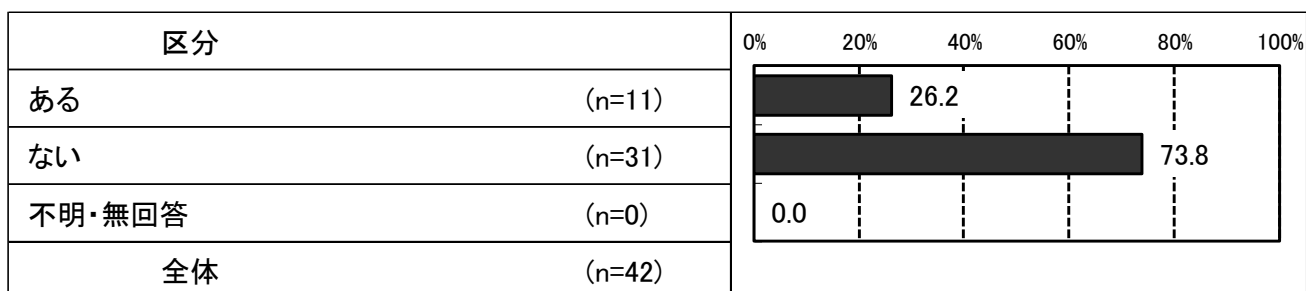 区分
0% 20% 40% 60% 80% 100%
ある (n=11) 26.2
ない (n=31) 73.8
不明・無回答 (n=0) 0.0
全体 (n=42)